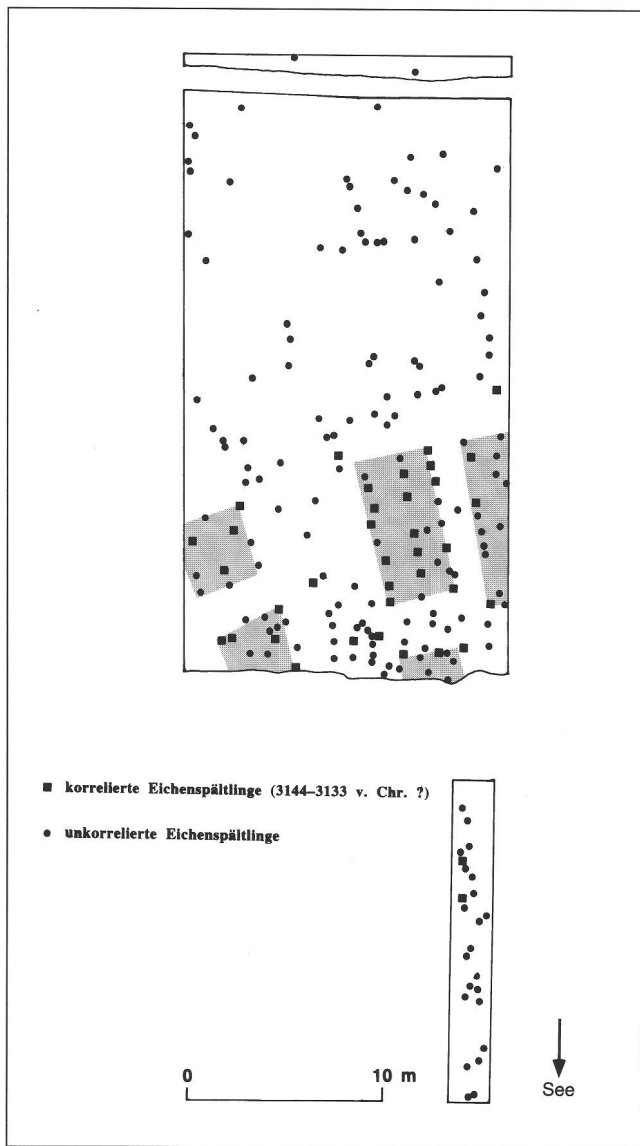 korrelierte Eichenspältlinge (3144–3133 v. Chr. ?)
unkorrelierte Eichenspältlinge
0 10 m
See